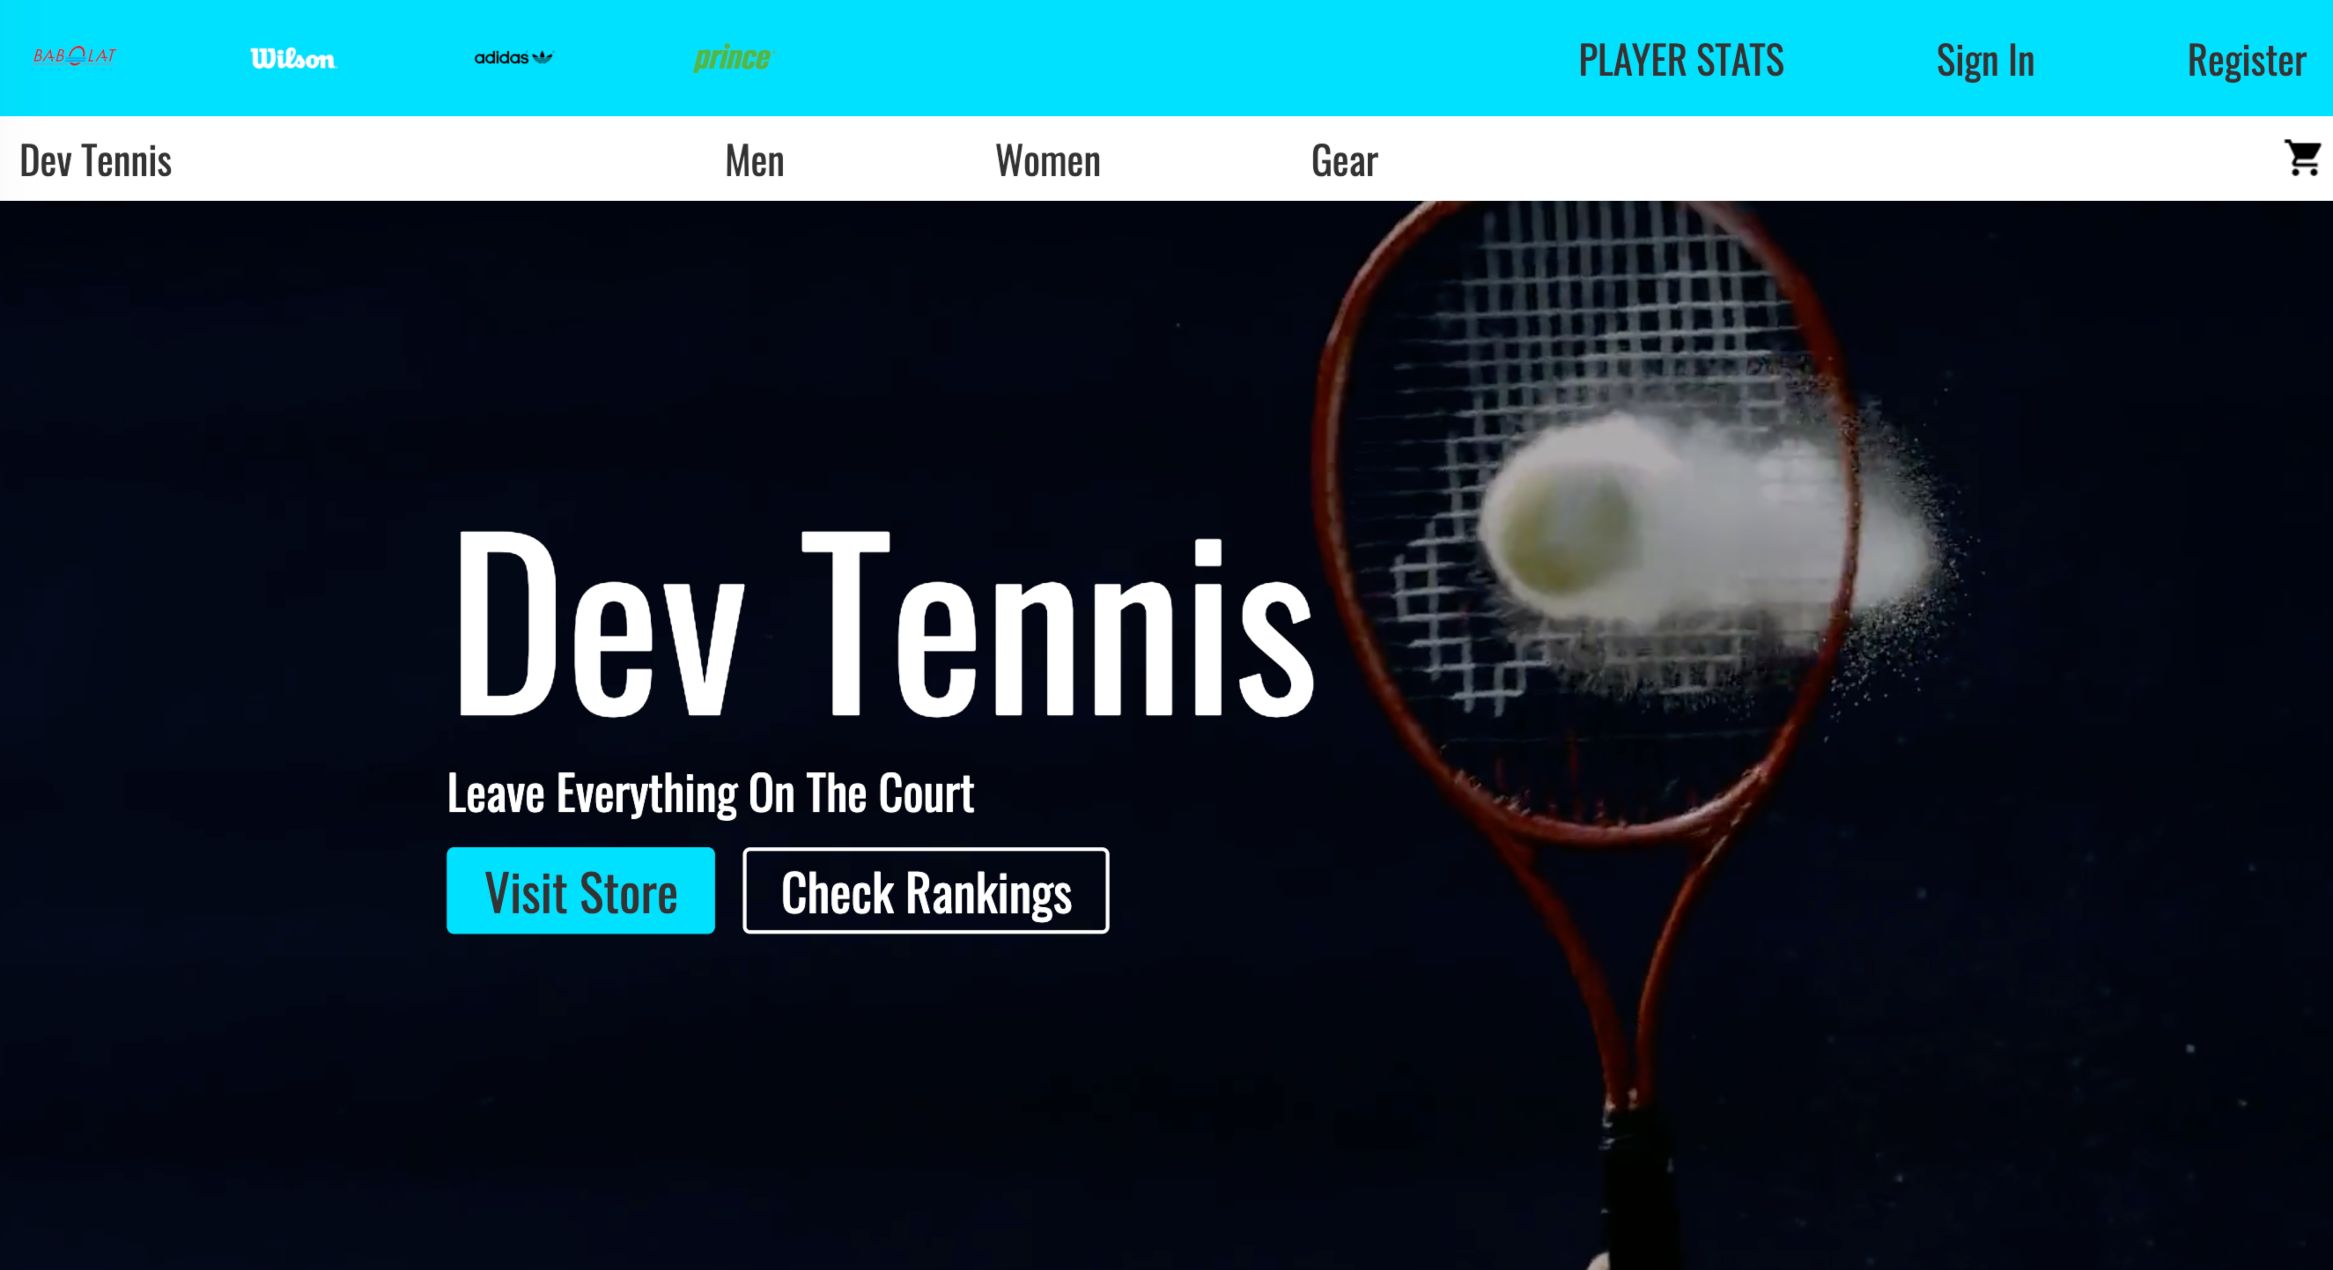 BABOLAT
Wilson
adidas
prince
PLAYER STATS
Sign In
Register
Dev Tennis
Men
Women
Gear
Dev Tennis
Leave Everything On The Court
Visit Store
Check Rankings